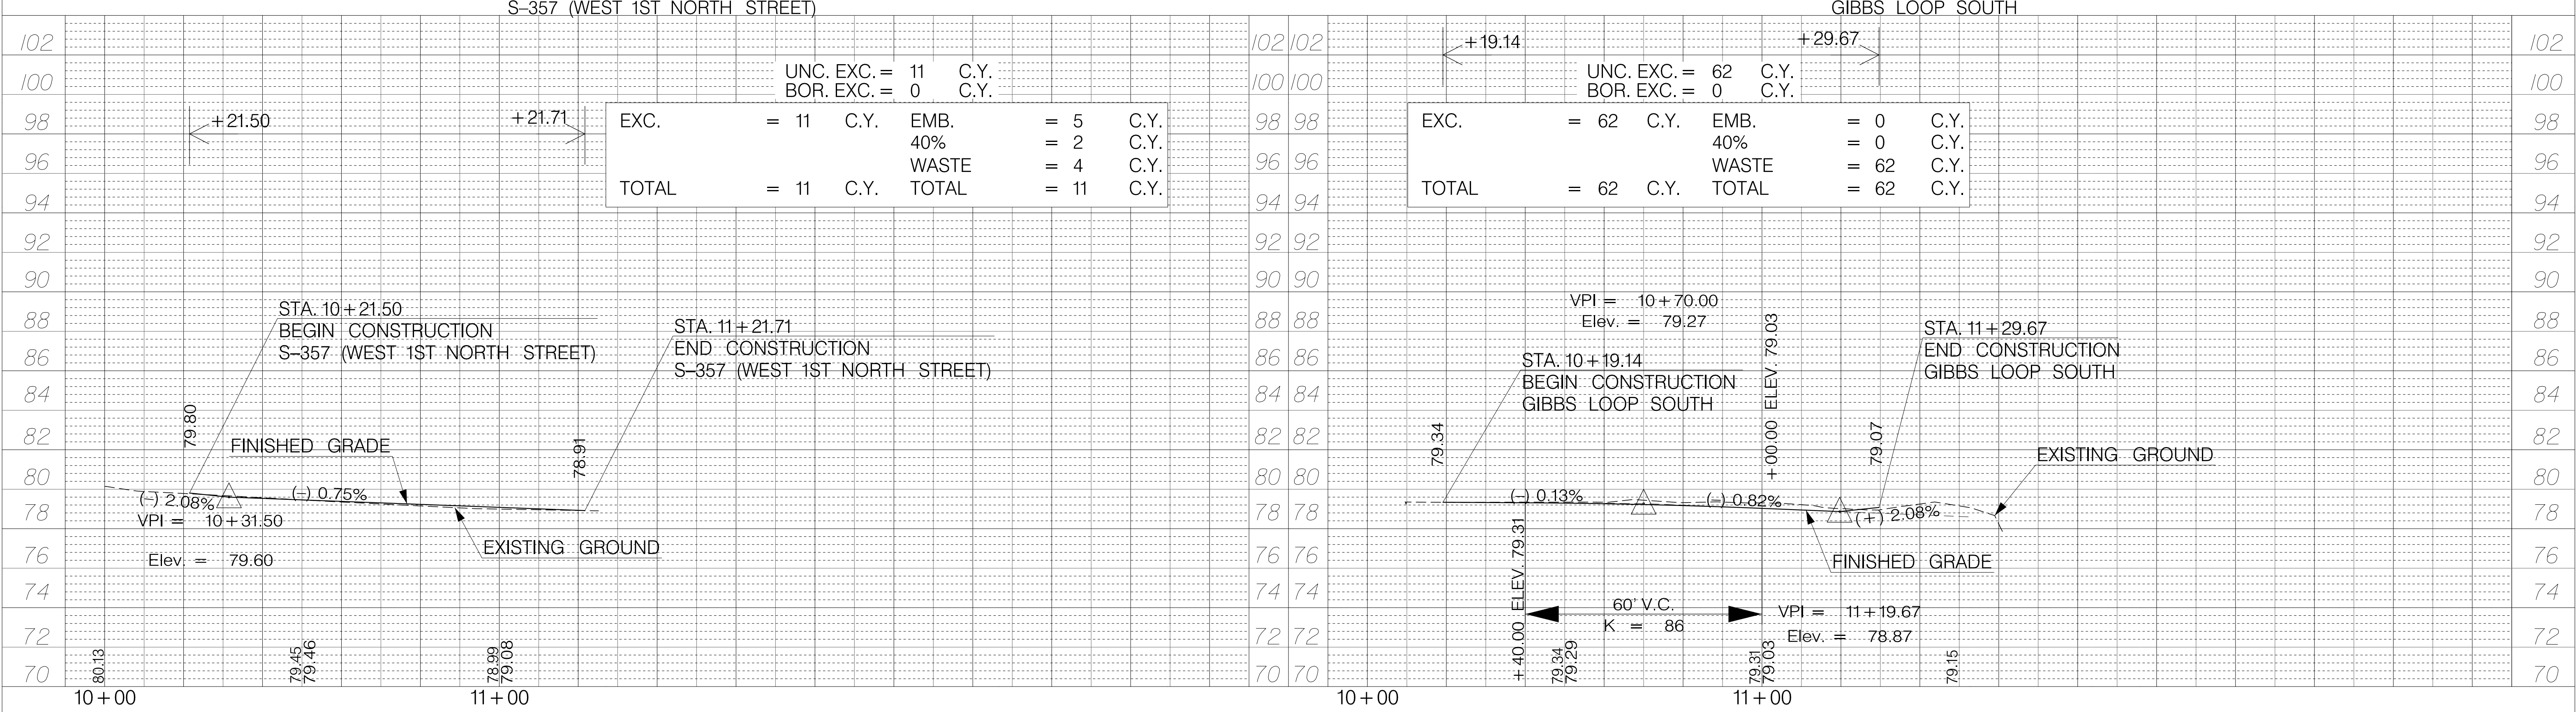 S-357 (WEST 1ST NORTH STREET)
102
100
98
96
94
92
90
88
86
84
82
80
78
76
74
72
70
+21.50
+21.71
UNC. EXC. = 11 C.Y.
BOR. EXC. = 0 C.Y.
EXC. = 11 C.Y. EMB. = 5 C.Y.
40% = 2 C.Y.
WASTE = 4 C.Y.
TOTAL = 11 C.Y. TOTAL = 11 C.Y.
STA. 10+21.50
BEGIN CONSTRUCTION
S-357 (WEST 1ST NORTH STREET)
STA. 11+21.71
END CONSTRUCTION
S-357 (WEST 1ST NORTH STREET)
79.80
78.91
FINISHED GRADE
(-) 2.08%
(-) 0.75%
VPI = 10+31.50
Elev. = 79.60
EXISTING GROUND
80.13
79.45
79.46
78.99
79.08
10+00
11+00
102
100
98
96
94
92
90
88
86
84
82
80
78
76
74
72
70
GIBBS LOOP SOUTH
102
100
98
96
94
92
90
88
86
84
82
80
78
76
74
72
70
+19.14
+29.67
UNC. EXC. = 62 C.Y.
BOR. EXC. = 0 C.Y.
EXC. = 62 C.Y. EMB. = 0 C.Y.
40% = 0 C.Y.
WASTE = 62 C.Y.
TOTAL = 62 C.Y. TOTAL = 62 C.Y.
VPI = 10+70.00
Elev. = 79.27
STA. 10+19.14
BEGIN CONSTRUCTION
GIBBS LOOP SOUTH
+00.00 ELEV. 79.03
STA. 11+29.67
END CONSTRUCTION
GIBBS LOOP SOUTH
79.34
79.07
EXISTING GROUND
(-) 0.13%
(-) 0.82%
(+) 2.08%
FINISHED GRADE
+40.00 ELEV. 79.31
60' V.C.
K = 86
VPI = 11+19.67
Elev. = 78.87
79.34
79.29
79.31
79.03
79.15
10+00
11+00
102
100
98
96
94
92
90
88
86
84
82
80
78
76
74
72
70